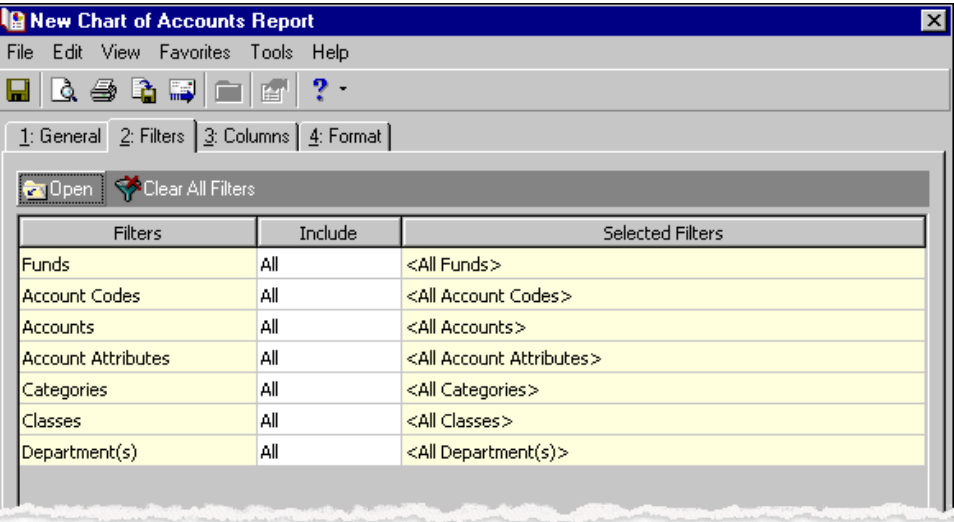 New Chart of Accounts Report
File Edit View Favorites Tools Help
?
1: General 2: Filters 3: Columns 4: Format
Open Clear All Filters
Filters Include Selected Filters
Funds All <All Funds>
Account Codes All <All Account Codes>
Accounts All <All Accounts>
Account Attributes All <All Account Attributes>
Categories All <All Categories>
Classes All <All Classes>
Department(s) All <All Department(s)>